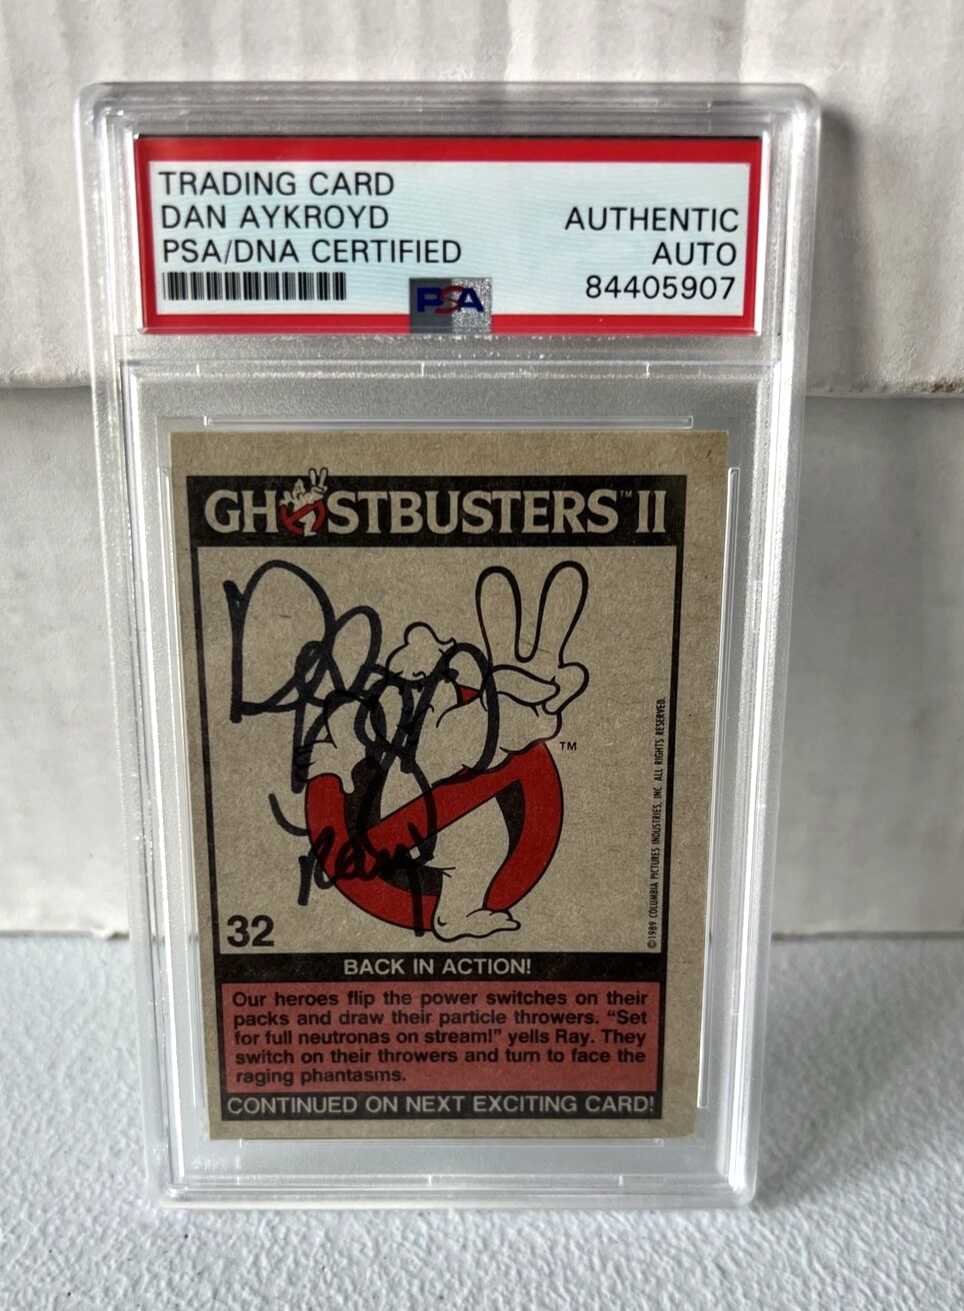 TRADING CARD
DAN AYKROYD
PSA/DNA CERTIFIED
AUTHENTIC
AUTO
84405907
PSA
GHOSTBUSTERS™ II
™
©1989 COLUMBIA PICTURES INDUSTRIES, INC. ALL RIGHTS RESERVED.
Ray
32
BACK IN ACTION!
Our heroes flip the power switches on their
packs and draw their particle throwers. “Set
for full neutronas on stream!” yells Ray. They
switch on their throwers and turn to face the
raging phantasms.
CONTINUED ON NEXT EXCITING CARD!